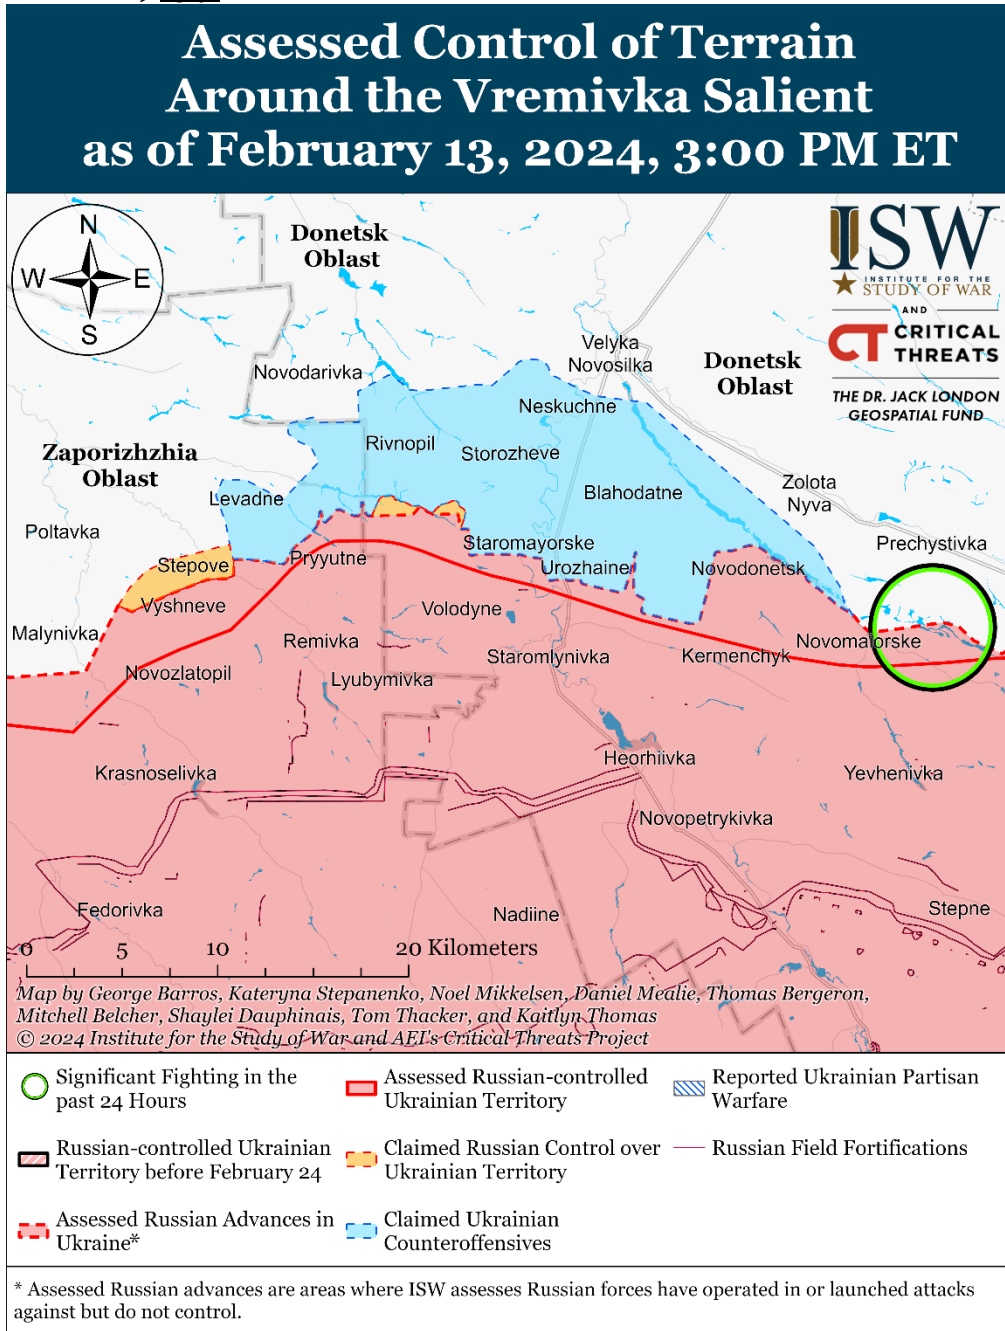 Assessed Control of Terrain
Around the Vremivka Salient
as of February 13, 2024, 3:00 PM ET
N
W
E
S
Donetsk
Oblast
ISW
INSTITUTE FOR THE
STUDY OF WAR
AND
CT CRITICAL
THREATS
THE DR. JACK LONDON
GEOSPATIAL FUND
Velyka
Novosilka
Donetsk
Oblast
Novodarivka
Neskuchne
Rivnopil
Storozheve
Zaporizhzhia
Oblast
Levadne
Blahodatne
Zolota
Nyva
Poltavka
Prechystivka
Staromayorske
Stepove
Pryyutne
Urozhaine
Novodonetsk
Vyshneve
Volodyne
Malynivka
Remivka
Novomaiorske
Staromlynivka
Kermenchyk
Novozlatopil
Lyubymivka
Heorhiivka
Krasnoselivka
Yevhenivka
Novopetrykivka
Fedorivka
Nadiine
Stepne
0 5 10 20 Kilometers
Map by George Barros, Kateryna Stepanenko, Noel Mikkelsen, Daniel Mealie, Thomas Bergeron,
Mitchell Belcher, Shaylei Dauphinais, Tom Thacker, and Kaitlyn Thomas
© 2024 Institute for the Study of War and AEI's Critical Threats Project
Significant Fighting in the
past 24 Hours
Assessed Russian-controlled
Ukrainian Territory
Reported Ukrainian Partisan
Warfare
Russian-controlled Ukrainian
Territory before February 24
Claimed Russian Control over
Ukrainian Territory
Russian Field Fortifications
Assessed Russian Advances in
Ukraine*
Claimed Ukrainian
Counteroffensives
* Assessed Russian advances are areas where ISW assesses Russian forces have operated in or launched attacks
against but do not control.